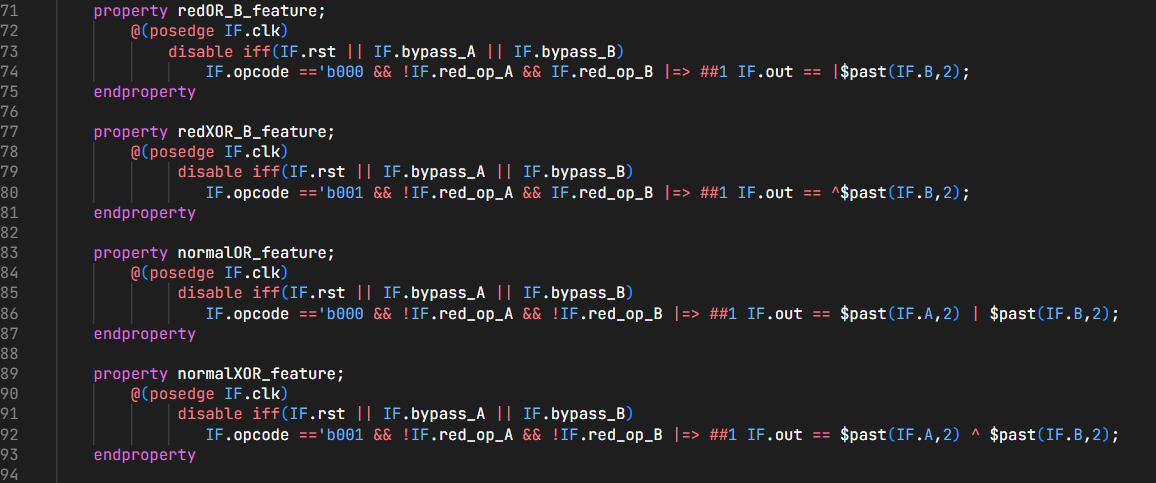 71 property redOR_B_feature;
72 @(posedge IF.clk)
73 disable iff(IF.rst || IF.bypass_A || IF.bypass_B)
74 IF.opcode =='b000 && !IF.red_op_A && IF.red_op_B |=> ##1 IF.out == |$past(IF.B,2);
75 endproperty
76
77 property redXOR_B_feature;
78 @(posedge IF.clk)
79 disable iff(IF.rst || IF.bypass_A || IF.bypass_B)
80 IF.opcode =='b001 && !IF.red_op_A && IF.red_op_B |=> ##1 IF.out == ^$past(IF.B,2);
81 endproperty
82
83 property normalOR_feature;
84 @(posedge IF.clk)
85 disable iff(IF.rst || IF.bypass_A || IF.bypass_B)
86 IF.opcode =='b000 && !IF.red_op_A && !IF.red_op_B |=> ##1 IF.out == $past(IF.A,2) | $past(IF.B,2);
87 endproperty
88
89 property normalXOR_feature;
90 @(posedge IF.clk)
91 disable iff(IF.rst || IF.bypass_A || IF.bypass_B)
92 IF.opcode =='b001 && !IF.red_op_A && !IF.red_op_B |=> ##1 IF.out == $past(IF.A,2) ^ $past(IF.B,2);
93 endproperty
94